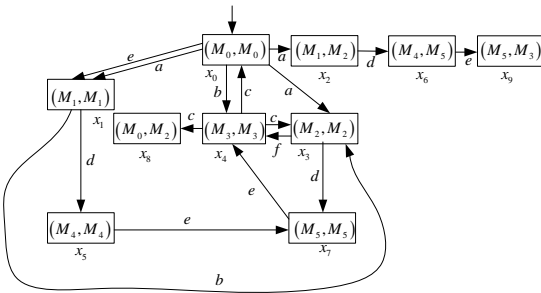 e
a
(M₀,M₀)
a
(M₁,M₂)
d
(M₄,M₅)
e
(M₅,M₃)
x₀
x₂
x₆
x₉
(M₁,M₁)
b
c
a
x₁
(M₀,M₂)
c
(M₃,M₃)
c
f
(M₂,M₂)
x₈
x₄
x₃
d
e
d
(M₄,M₄)
e
(M₅,M₅)
x₅
x₇
b